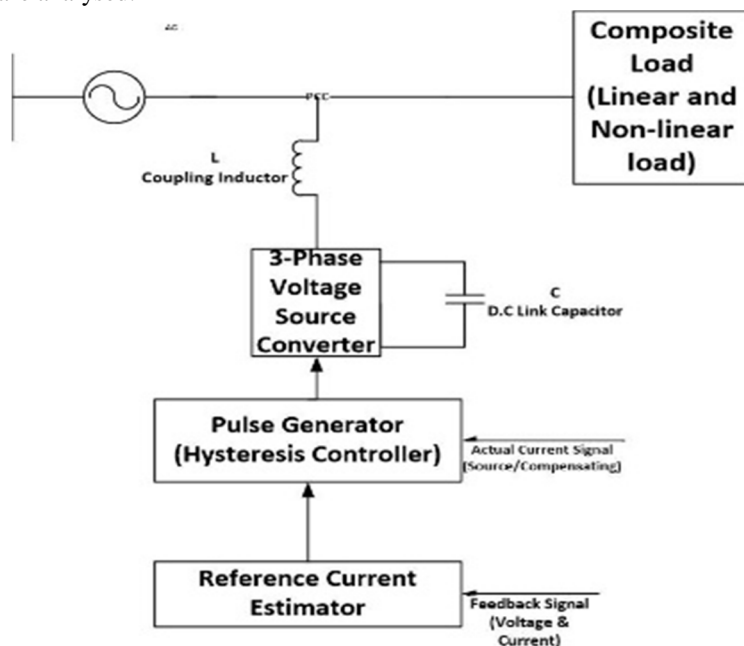 Composite
Load
(Linear and
Non-linear
load)
PCC
L
Coupling Inductor
3-Phase
Voltage
Source
Converter
C
D.C Link Capacitor
Pulse Generator
(Hysteresis Controller)
Actual Current Signal
(Source/Compensating)
Reference Current
Estimator
Feedback Signal
(Voltage &
Current)